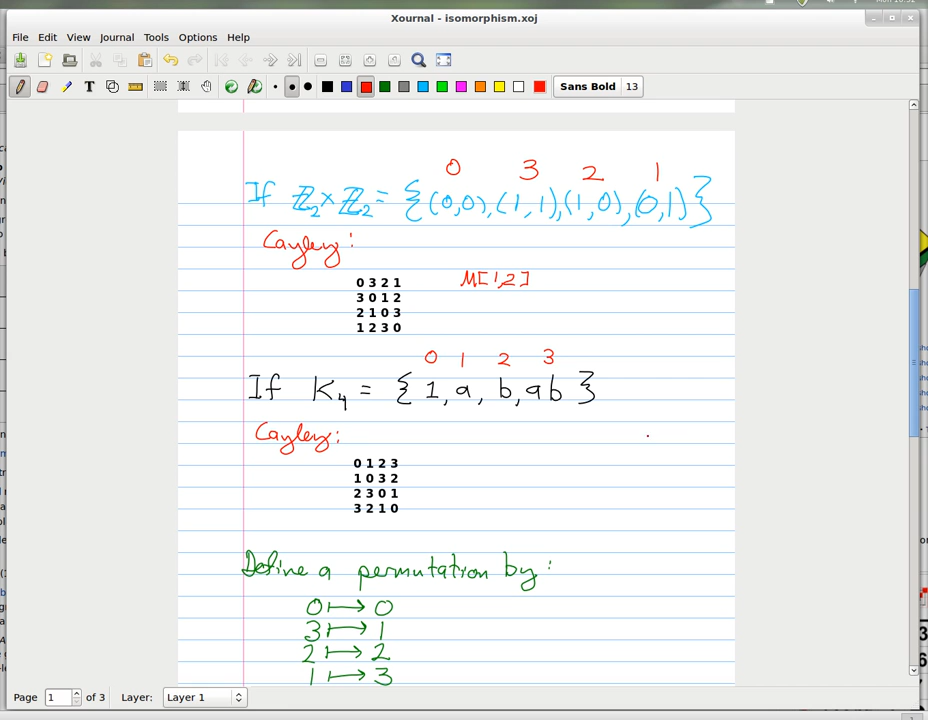 Xournal - isomorphism.xoj
File Edit View Journal Tools Options Help
Sans Bold 13
0 3 2 1
If ℤ₂×ℤ₂ = {(0,0),(1,1),(1,0),(0,1)}
Cayley:
0 3 2 1 M[1,2]
3 0 1 2
2 1 0 3
1 2 3 0
0 1 2 3
If K₄ = {1,a,b,ab}
Cayley:
0 1 2 3
1 0 3 2
2 3 0 1
3 2 1 0
Define a permutation by:
0 ↦ 0
3 ↦ 1
2 ↦ 2
1 ↦ 3
Page 1 of 3 Layer: Layer 1